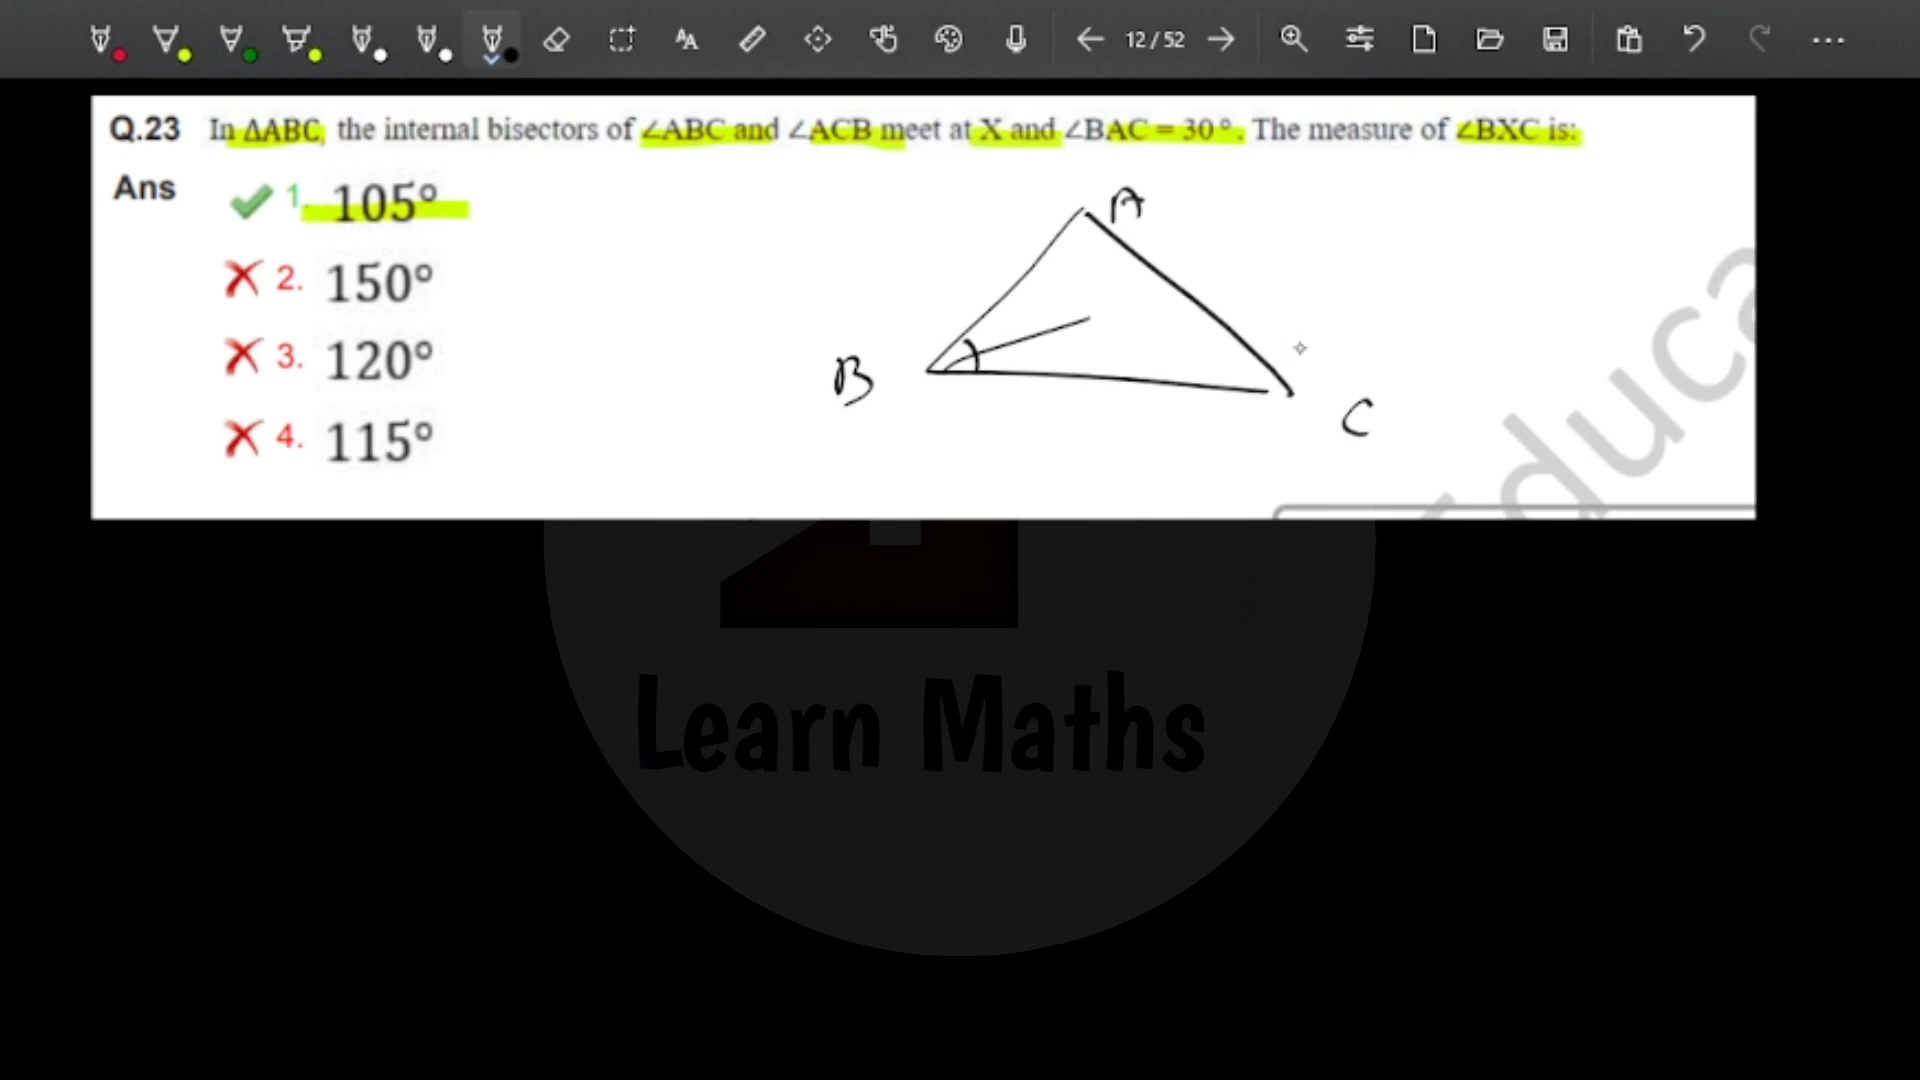 12 / 52
Q.23 In ΔABC, the internal bisectors of ∠ABC and ∠ACB meet at X and ∠BAC = 30°. The measure of ∠BXC is:
Ans
1. 105°
2. 150°
3. 120°
4. 115°
A
B
C
Educa
Learn Maths